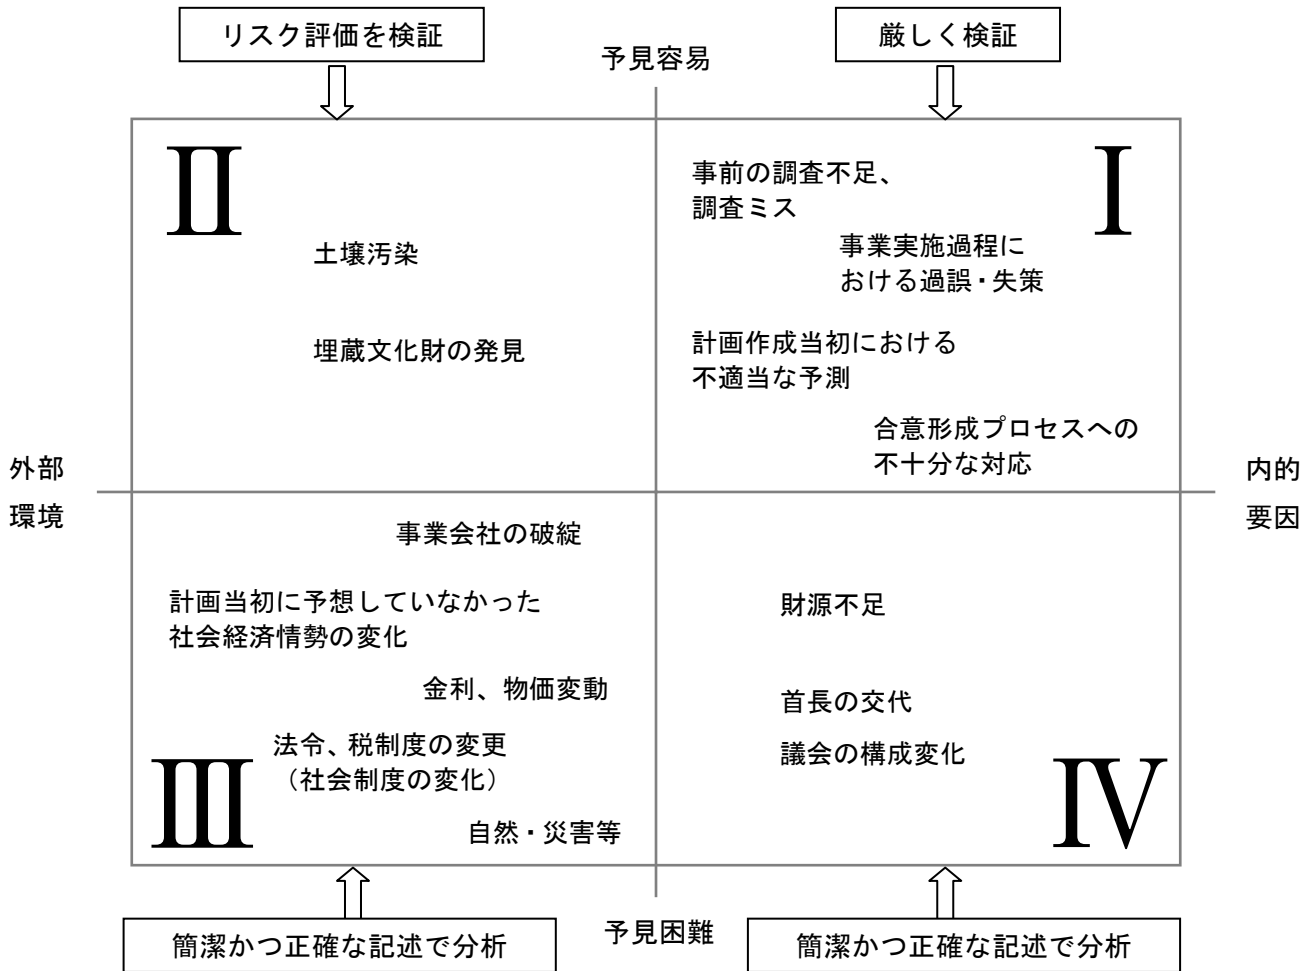 リスク評価を検証
厳しく検証
予見容易
Ⅱ
Ⅰ
事前の調査不足、
調査ミス
土壌汚染
事業実施過程に
おける過誤・失策
埋蔵文化財の発見
計画作成当初における
不適当な予測
合意形成プロセスへの
不十分な対応
外部
環境
内的
要因
事業会社の破綻
計画当初に予想していなかった
社会経済情勢の変化
財源不足
金利、物価変動
首長の交代
法令、税制度の変更
（社会制度の変化）
議会の構成変化
Ⅲ
Ⅳ
自然・災害等
予見困難
簡潔かつ正確な記述で分析
簡潔かつ正確な記述で分析